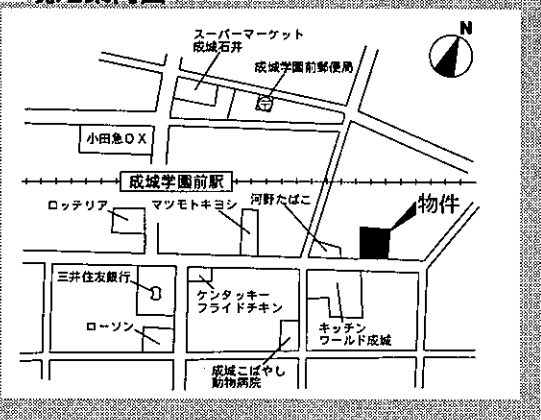 スーパーマーケット
成城石井
N
成城学園前郵便局
小田急OX
成城学園前駅
ロッテリア
マツモトキヨシ
河野たばこ
物件
三井住友銀行
ケンタッキー
フライドチキン
ローソン
キッチン
ワールド成城
成城こばやし
動物病院